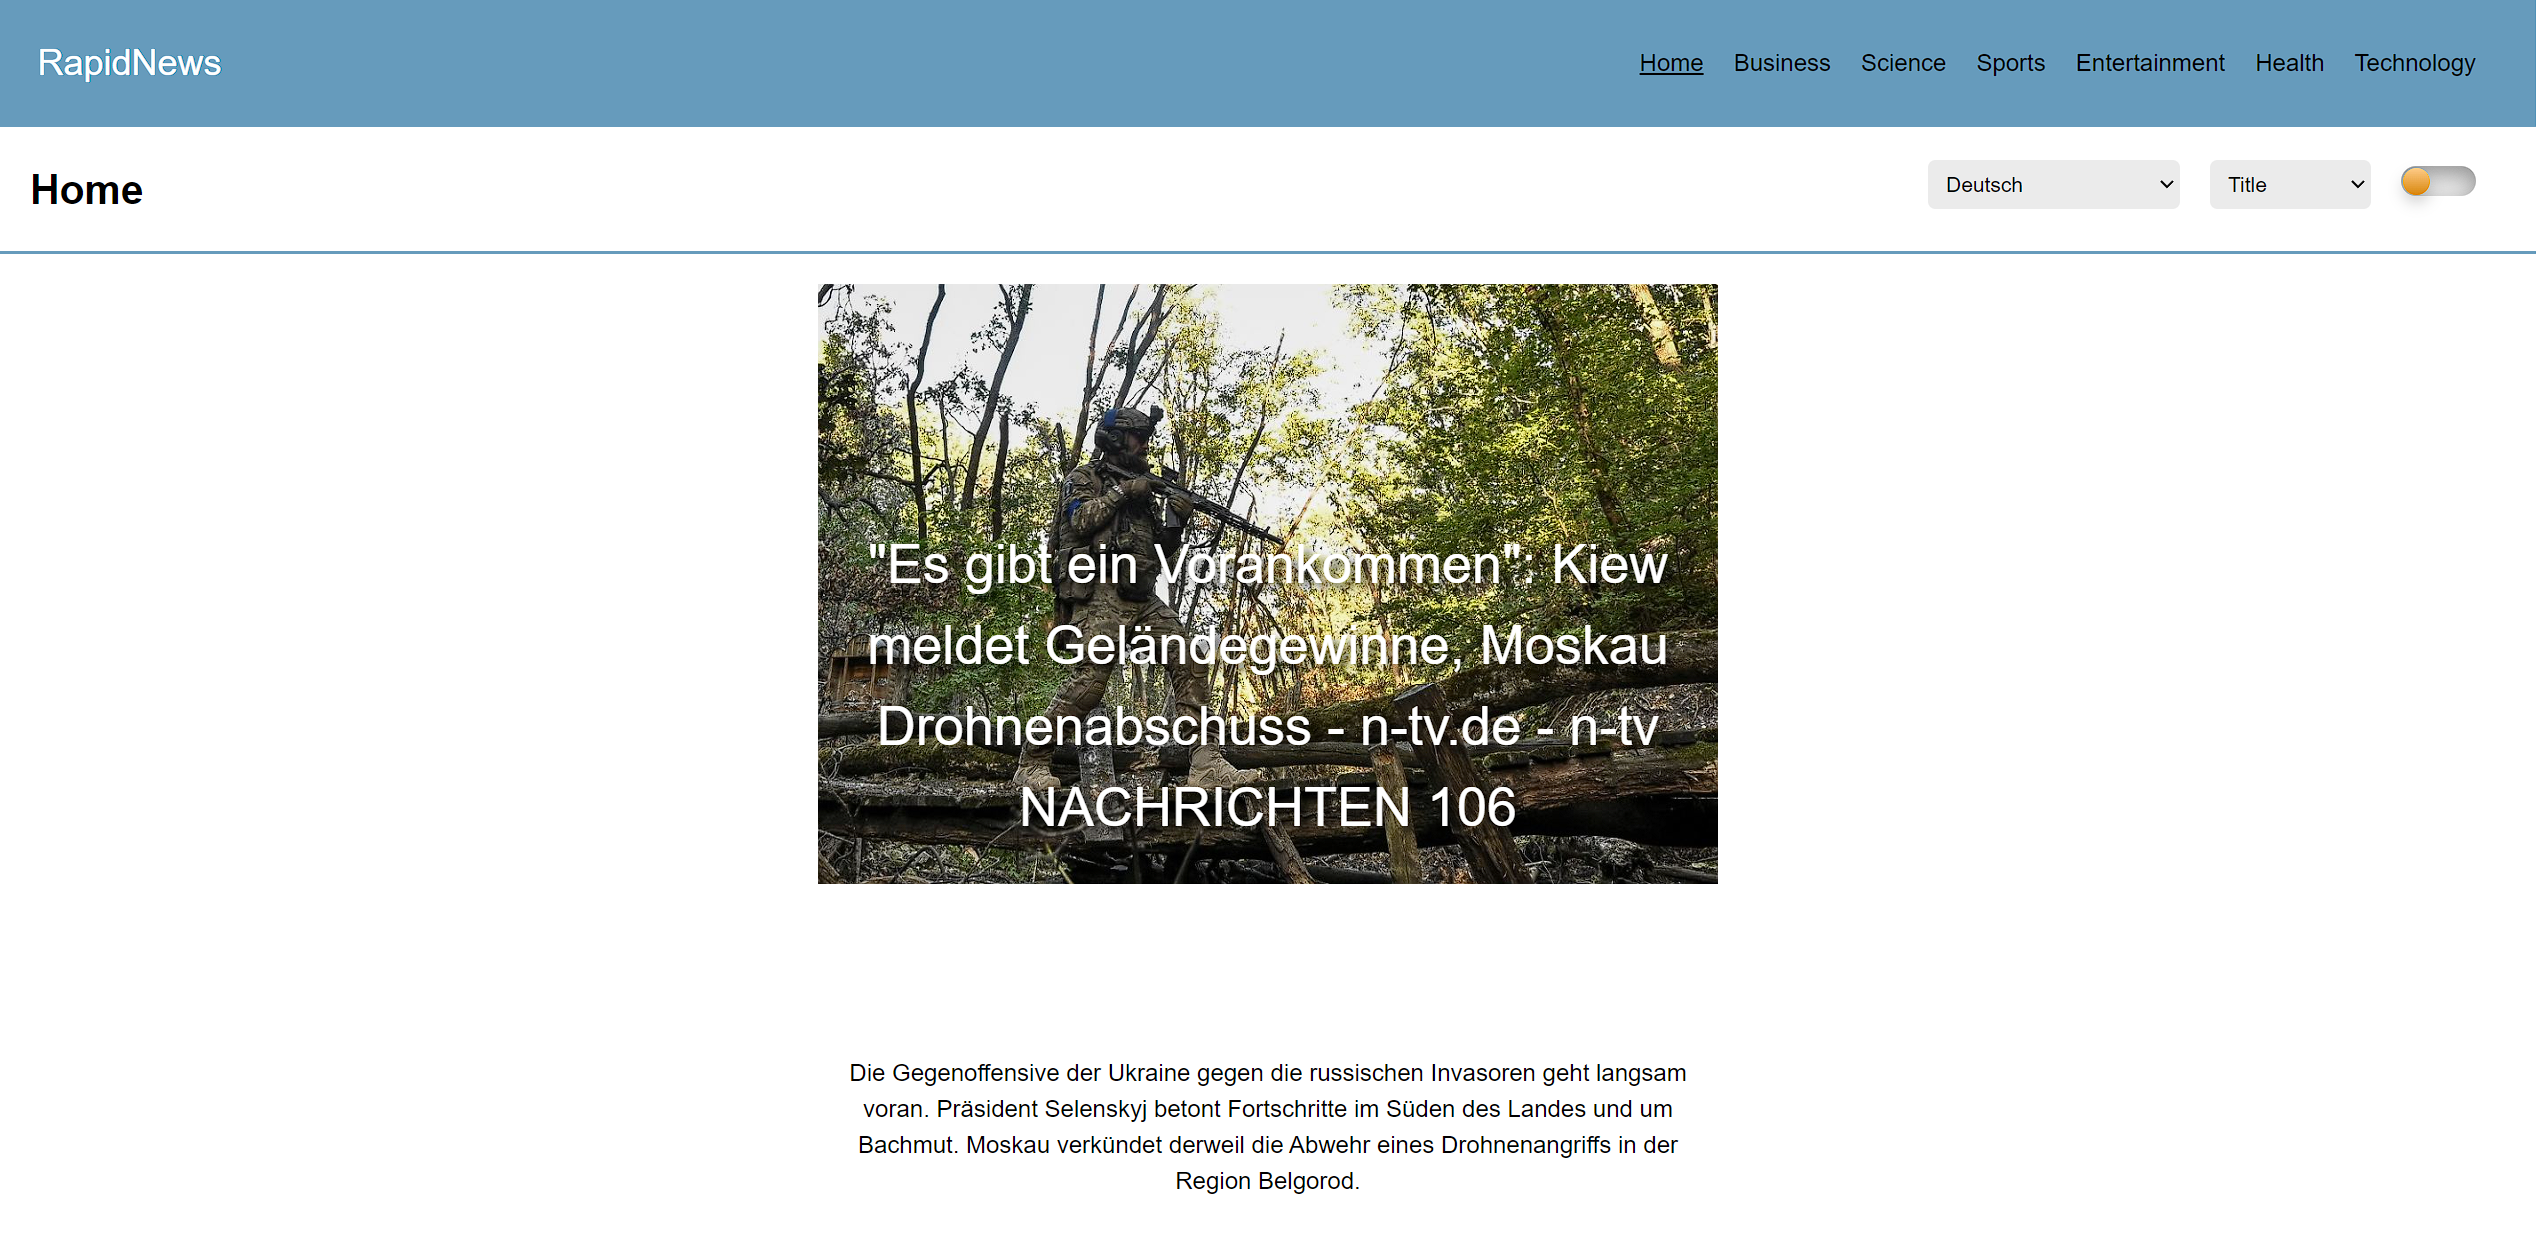 RapidNews
Home Business Science Sports Entertainment Health Technology
Home
Deutsch
Title
"Es gibt ein Vorankommen": Kiew
meldet Geländegewinne, Moskau
Drohnenabschuss - n-tv.de - n-tv
NACHRICHTEN 106
Die Gegenoffensive der Ukraine gegen die russischen Invasoren geht langsam
voran. Präsident Selenskyj betont Fortschritte im Süden des Landes und um
Bachmut. Moskau verkündet derweil die Abwehr eines Drohnenangriffs in der
Region Belgorod.